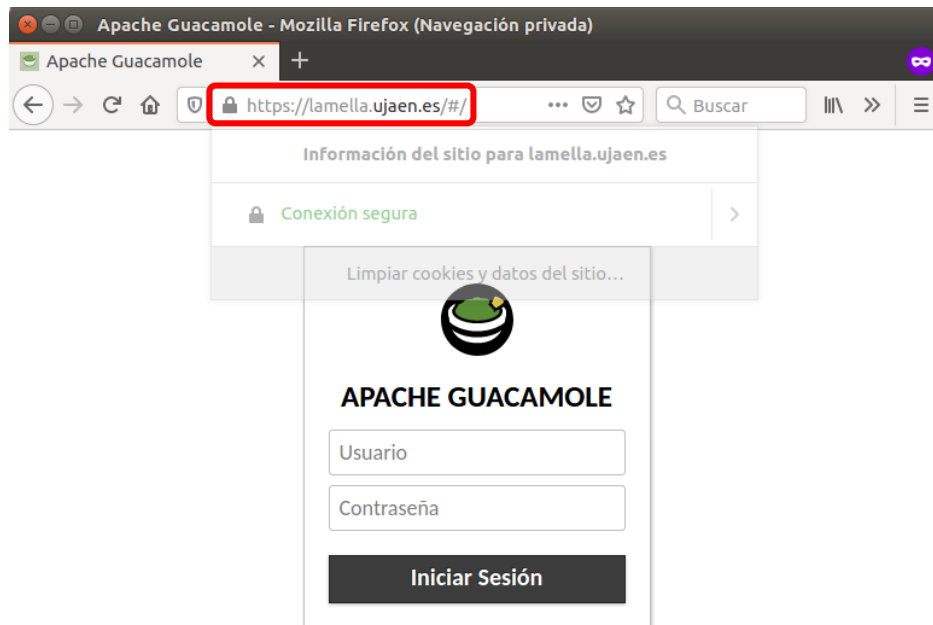 Apache Guacamole - Mozilla Firefox (Navegación privada)
Apache Guacamole
https://lamella.ujaen.es/#/
Buscar
Información del sitio para lamella.ujaen.es
Conexión segura
Limpiar cookies y datos del sitio…
APACHE GUACAMOLE
Usuario
Contraseña
Iniciar Sesión